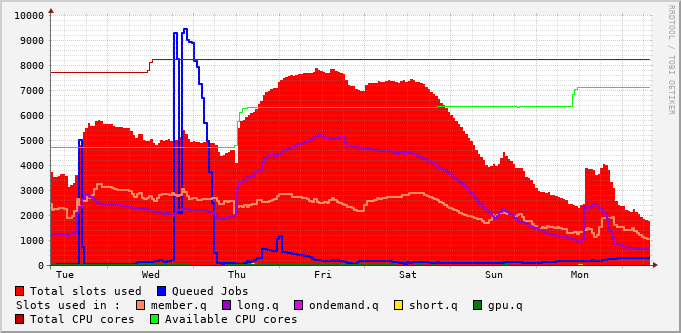 10000
9000
8000
7000
6000
5000
4000
3000
2000
1000
0
Tue Wed Thu Fri Sat Sun Mon
RRDTOOL / TOBI OETIKER
Total slots used Queued Jobs
Slots used in : member.q long.q ondemand.q short.q gpu.q
Total CPU cores Available CPU cores